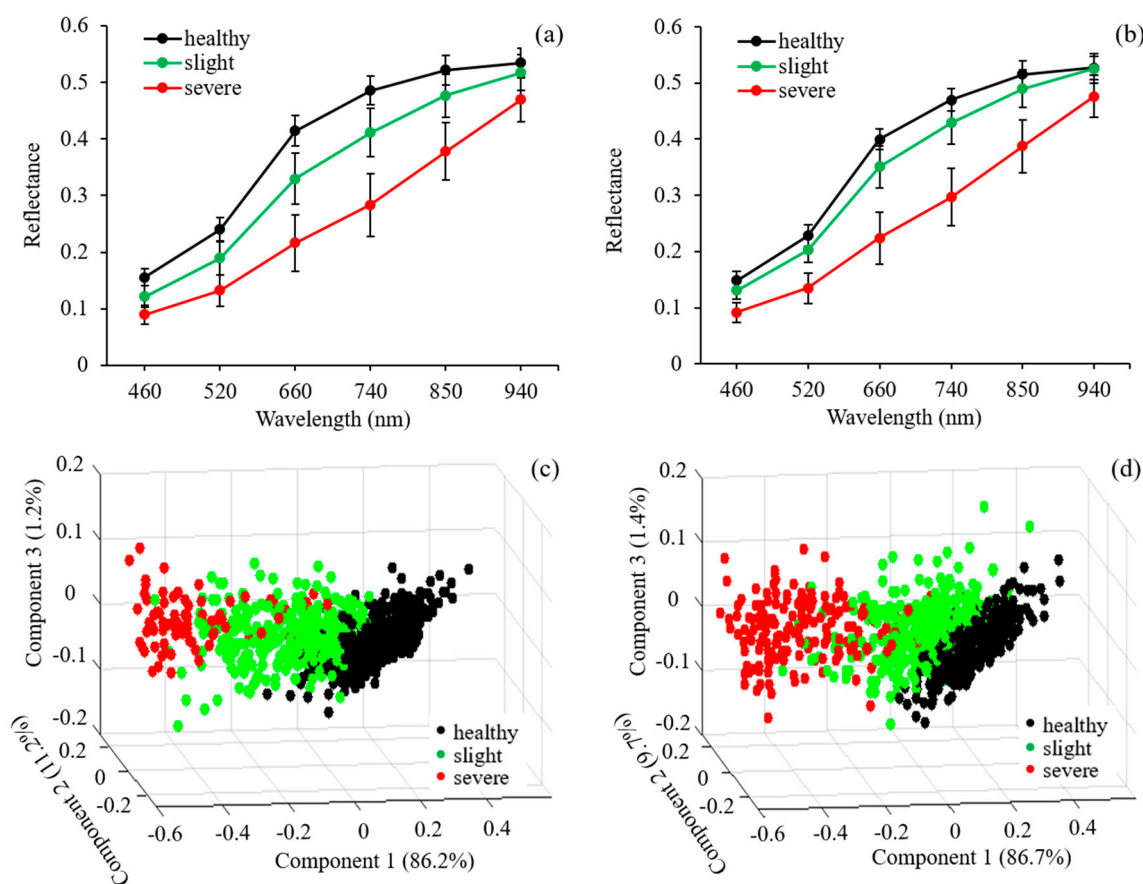 (a)
0.6
0.5
0.4
0.3
0.2
0.1
0
Reflectance
healthy
slight
severe
460 520 660 740 850 940
Wavelength (nm)
(b)
0.6
0.5
0.4
0.3
0.2
0.1
0
Reflectance
healthy
slight
severe
460 520 660 740 850 940
Wavelength (nm)
(c)
0.2
0.1
0
-0.1
-0.2
Component 3 (1.2%)
0.2
0
-0.2
Component 2 (11.2%)
-0.6 -0.4 -0.2 0 0.2 0.4
Component 1 (86.2%)
healthy
slight
severe
(d)
0.2
0.1
0
-0.1
-0.2
Component 3 (1.4%)
0.2
0
-0.2
Component 2 (9.7%)
-0.6 -0.4 -0.2 0 0.2 0.4
Component 1 (86.7%)
healthy
slight
severe